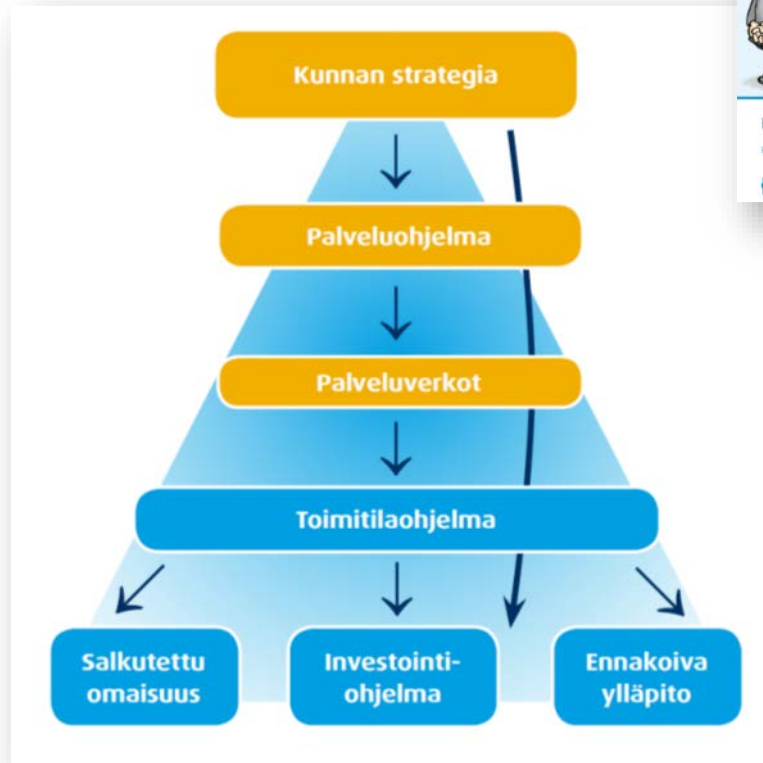 Kunnan strategia
Palveluohjelma
Palveluverkot
Toimitilaohjelma
Salkutettu
omaisuus
Investointi-
ohjelma
Ennakoiva
ylläpito